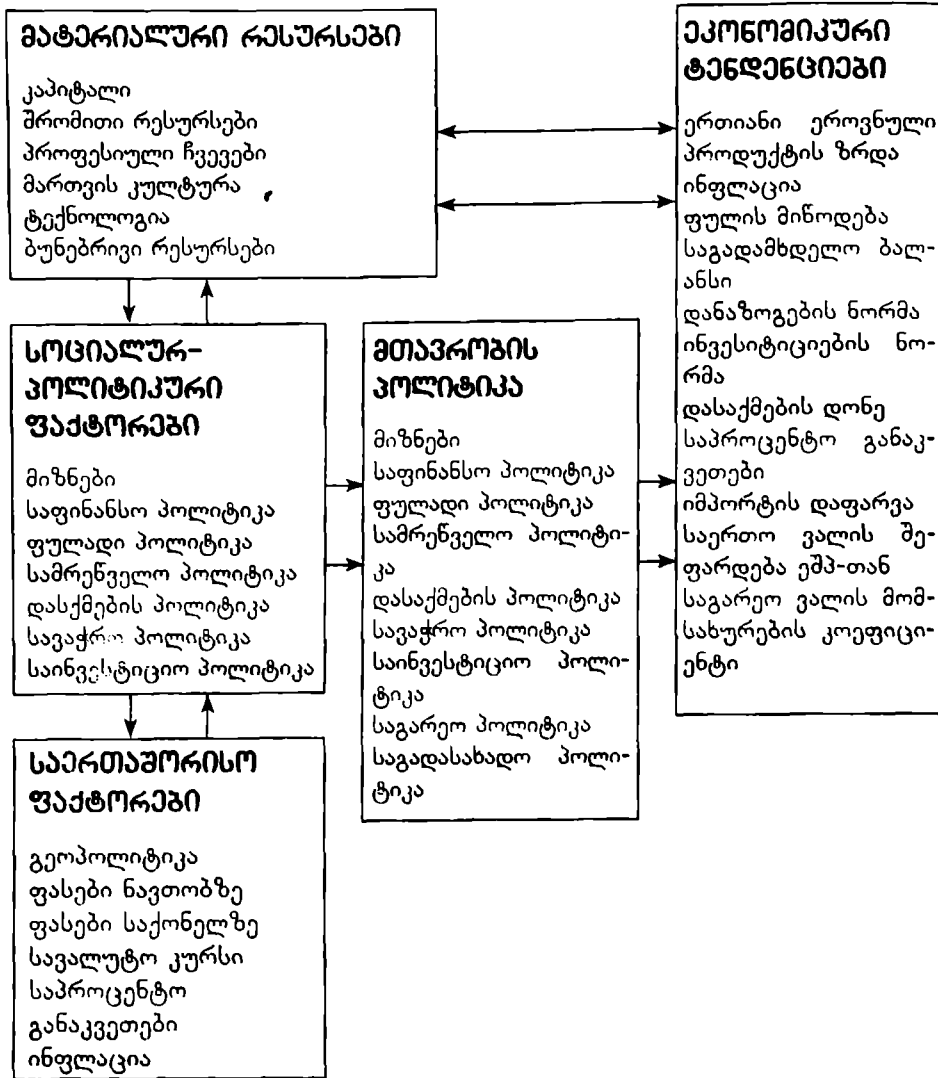 მატერიალური რესურსები
კაპიტალი
შრომითი რესურსები
პროფესიული ჩვევები
მართვის კულტურა
ტექნოლოგია
ბუნებრივი რესურსები
სოციალურ-
პოლიტიკური
ფაქტორები
მიზნები
საფინანსო პოლიტიკა
ფულადი პოლიტიკა
სამრეწველო პოლიტიკა
დასქმების პოლიტიკა
სავაჭრო პოლიტიკა
საინვესტიციო პოლიტიკა
საერთაშორისო
ფაქტორები
გეოპოლიტიკა
ფასები ნავთობზე
ფასები საქონელზე
სავალუტო კურსი
საპროცენტო
განაკვეთები
ინფლაცია
მთავრობის
პოლიტიკა
მიზნები
საფინანსო პოლიტიკა
ფულადი პოლიტიკა
სამრეწველო პოლიტი-
კა
დასაქმების პოლიტიკა
სავაჭრო პოლიტიკა
საინვესტიციო პოლი-
ტიკა
საგარეო პოლიტიკა
საგადასახადო პოლი-
ტიკა
ეკონომიკური
ტენდენციები
ერთიანი ეროვნული
პროდუქტის ზრდა
ინფლაცია
ფულის მიწოდება
საგადამხდელო ბალ-
ანსი
დანაზოგების ნორმა
ინვესიტიციების ნო-
რმა
დასაქმების დონე
საპროცენტო განაკ-
ვეთები
იმპორტის დაფარვა
საერთო ვალის შე-
ფარდება ეშპ-თან
საგარეო ვალის მომ-
სახურების კოეფიცი-
ენტი